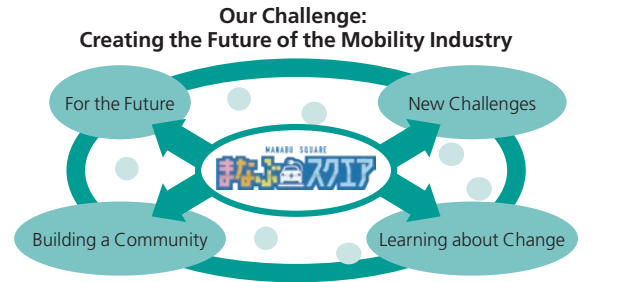 Our Challenge:
Creating the Future of the Mobility Industry
For the Future
New Challenges
MANABU SQUARE
まなぶスクエア
Building a Community
Learning about Change